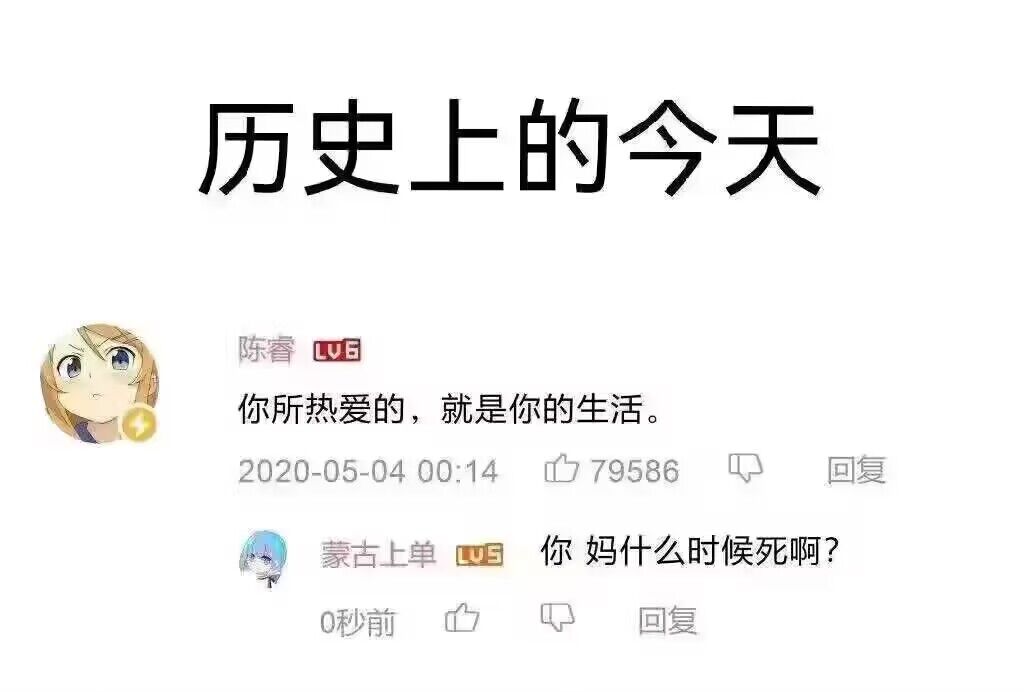 历史上的今天
陈睿 LV6
你所热爱的，就是你的生活。
2020-05-04 00:14 79586 回复
蒙古上单 LV5 你 妈什么时候死啊？
0秒前 回复